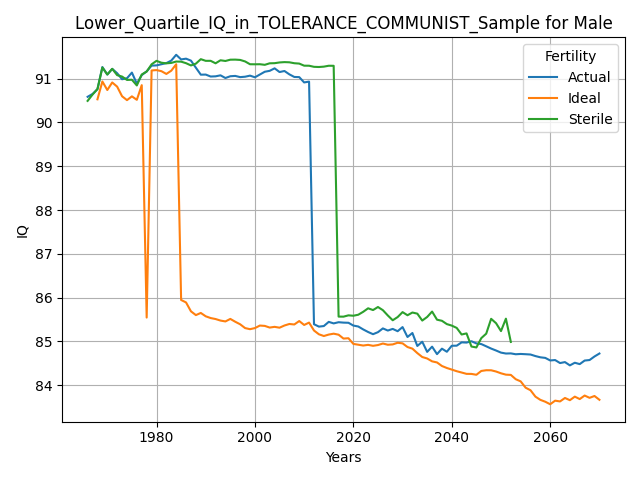 Lower_Quartile_IQ_in_TOLERANCE_COMMUNIST_Sample for Male
Fertility
Actual
Ideal
Sterile
IQ
91
90
89
88
87
86
85
84
1980
2000
2020
2040
2060
Years